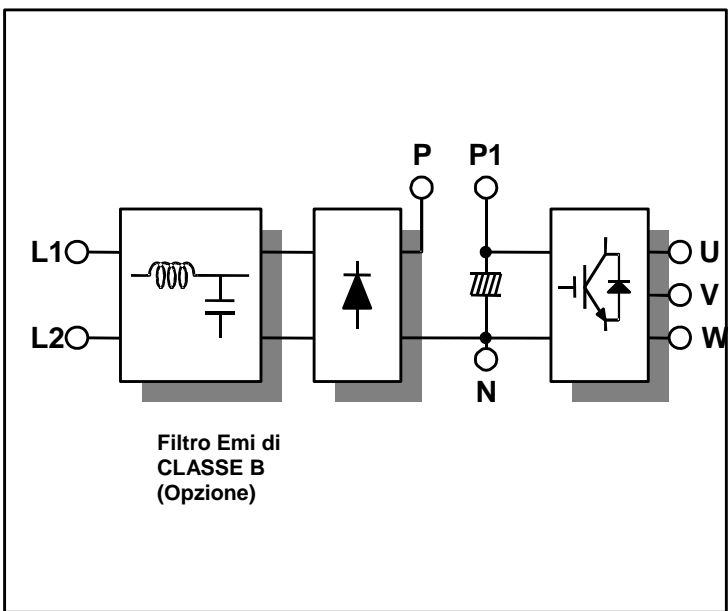 P
P1
L1
U
V
L2
W
N
Filtro Emi di
CLASSE B
(Opzione)